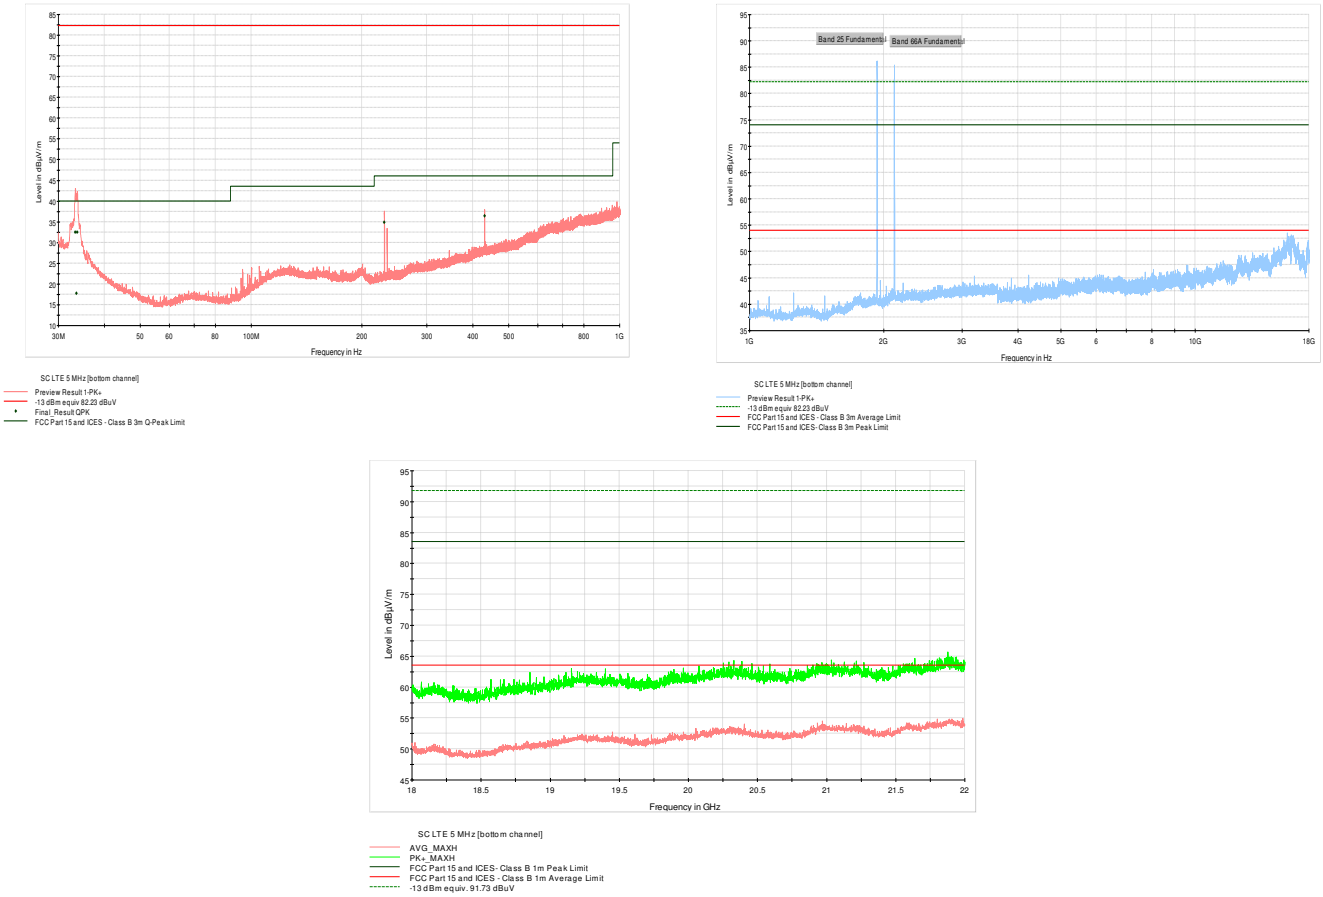 85
80
75
70
65
60
55
50
45
40
35
30
25
20
15
10
Level in dBµV/m
30M 50 60 80 100M 200 300 400 500 800 1G
Frequency in Hz
SC LTE 5 MHz [bottom channel]
Preview Result 1-PK+
-13 dBm equiv 82.23 dBuV
Final_Result QPK
FCC Part 15 and ICES - Class B 3m Q-Peak Limit
95
90
85
80
75
70
65
60
55
50
45
40
35
Level in dBµV/m
Band 25 Fundamental
Band 66A Fundamental
1G 2G 3G 4G 5G 6 8 10G 18G
Frequency in Hz
SC LTE 5 MHz [bottom channel]
Preview Result 1-PK+
-13 dBm equiv 82.23 dBuV
FCC Part 15 and ICES - Class B 3m Average Limit
FCC Part 15 and ICES- Class B 3m Peak Limit
95
90
85
80
75
70
65
60
55
50
45
Level in dBµV/m
18 18.5 19 19.5 20 20.5 21 21.5 22
Frequency in GHz
SC LTE 5 MHz [bottom channel]
AVG_MAXH
PK+_MAXH
FCC Part 15 and ICES- Class B 1m Peak Limit
FCC Part 15 and ICES - Class B 1m Average Limit
-13 dBm equiv. 91.73 dBuV